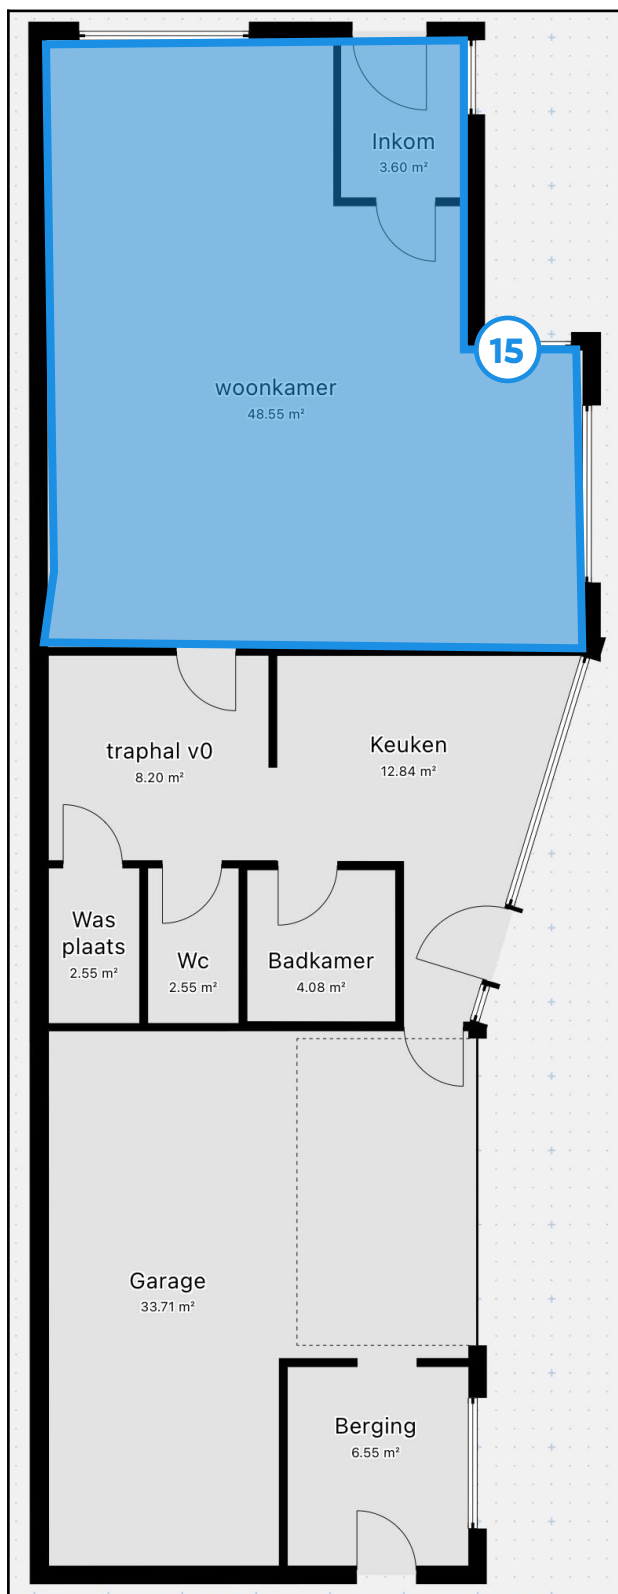 Inkom
3.60 m²
15
woonkamer
48.55 m²
Keuken
12.84 m²
traphal v0
8.20 m²
Was
plaats
2.55 m²
Wc
2.55 m²
Badkamer
4.08 m²
Garage
33.71 m²
Berging
6.55 m²